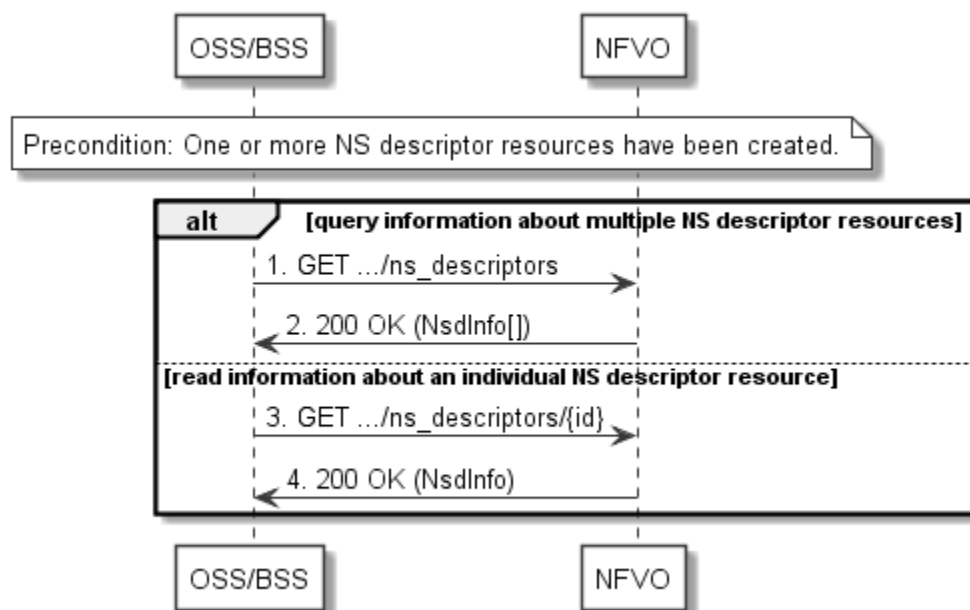 OSS/BSS
NFVO
Precondition: One or more NS descriptor resources have been created.
alt
[query information about multiple NS descriptor resources]
1. GET .../ns_descriptors
2. 200 OK (NsdInfo[])
[read information about an individual NS descriptor resource]
3. GET .../ns_descriptors/{id}
4. 200 OK (NsdInfo)
OSS/BSS
NFVO